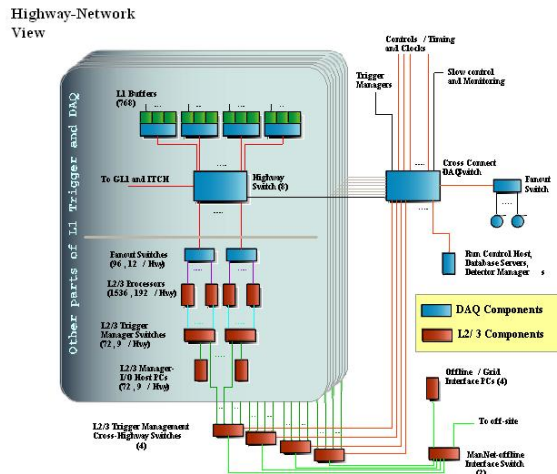 Highway-Network
View
Controls / Timing
and Clocks
Trigger
Managers
Slow control
and Monitoring
L1 Buffers
(768)
Other parts of L1 Trigger and DAQ
To GL1 and ITCH
Highway
Switch (8)
Cross Connect
Switch
Fanout
Switch
Fanout Switches
(96, 12 / Hwy)
L2/3 Processors
(1536, 192 / Hwy)
L2/3 Trigger
Manager Switches
(72, 9 / Hwy)
L2/3 Manager-
I/O Host PCs
(72, 9 / Hwy)
Run Control Host,
Database Servers,
Detector Manager s
DAQ Components
L2/ 3 Components
Offline / Grid
Interface PCs (4)
To off-site
L2/3 Trigger Management
Cross-Highway Switches
(4)
ManNet-offline
Interface Switch
(2)